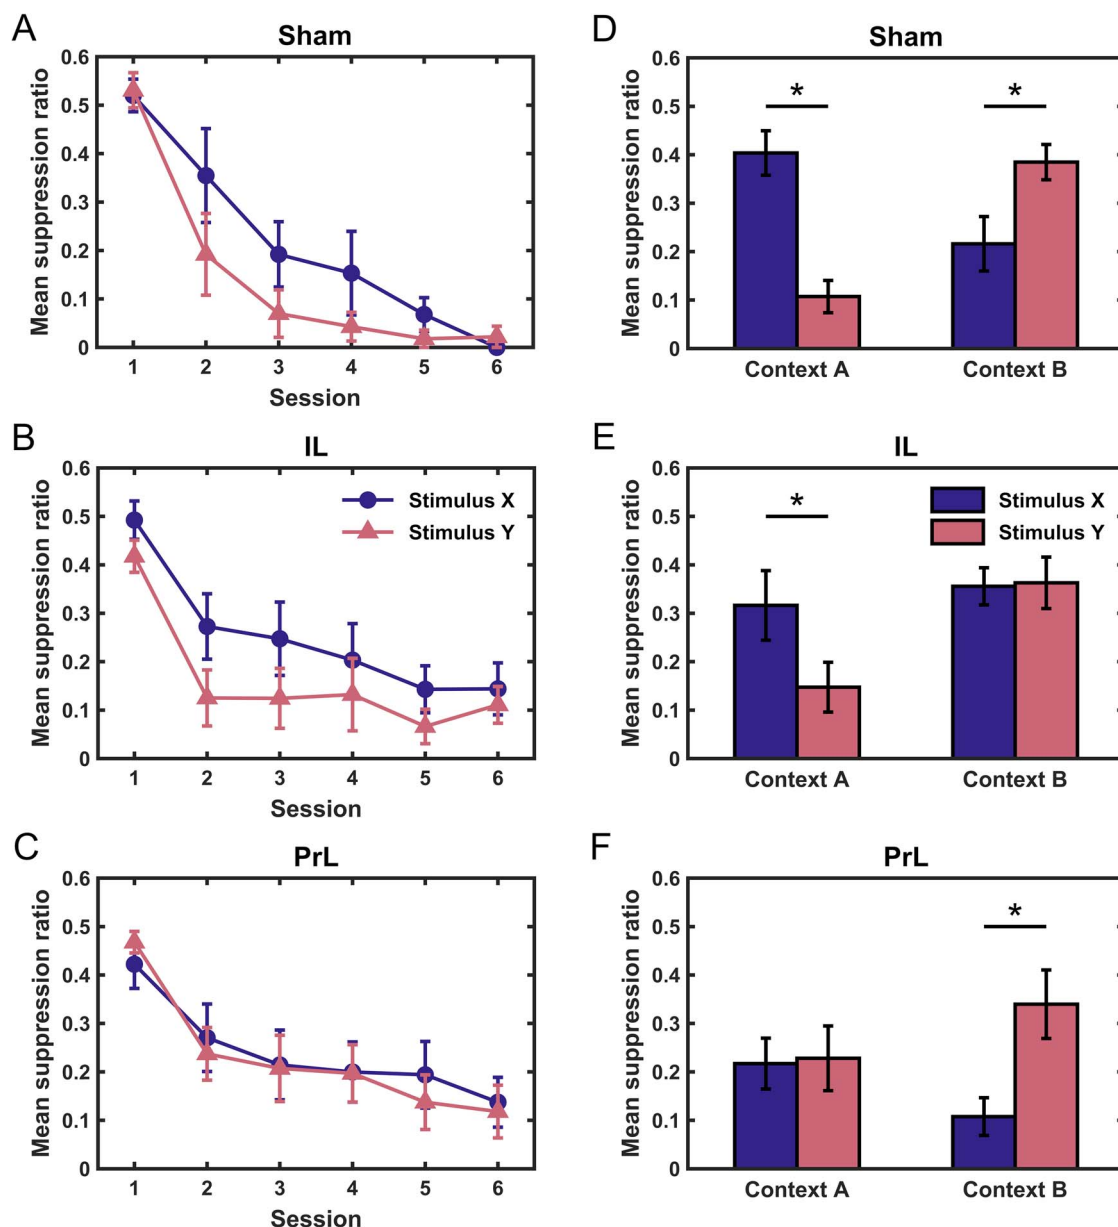 A
Sham
Mean suppression ratio
0.6
0.5
0.4
0.3
0.2
0.1
0
1 2 3 4 5 6
Session
D
Sham
Mean suppression ratio
0.6
0.5
0.4
0.3
0.2
0.1
0
* *
Context A Context B
B
IL
Mean suppression ratio
0.6
0.5
0.4
0.3
0.2
0.1
0
Stimulus X
Stimulus Y
1 2 3 4 5 6
Session
E
IL
Mean suppression ratio
0.6
0.5
0.4
0.3
0.2
0.1
0
*
Stimulus X
Stimulus Y
Context A Context B
C
PrL
Mean suppression ratio
0.6
0.5
0.4
0.3
0.2
0.1
0
1 2 3 4 5 6
Session
F
PrL
Mean suppression ratio
0.6
0.5
0.4
0.3
0.2
0.1
0
*
Context A Context B